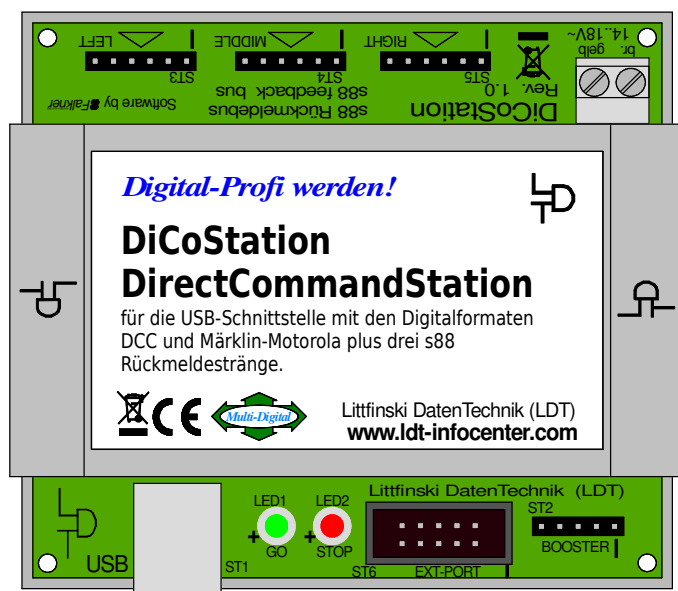 14..18V~
br. gelb
LEFT
MIDDLE
RIGHT
ST3
ST4
ST5
Rev. 1.0
s88 feedback bus
Software by Falkner
s88 Rückmeldebus
DiCoStation
Digital-Profi werden!
DiCoStation
DirectCommandStation
für die USB-Schnittstelle mit den Digitalformaten
DCC und Märklin-Motorola plus drei s88
Rückmeldestränge.
CE
Multi-Digital
Littfinski DatenTechnik (LDT)
www.ldt-infocenter.com
Littfinski DatenTechnik (LDT)
LED1
LED2
ST2
+
+
GO
STOP
BOOSTER
USB
ST1
ST6
EXT-PORT